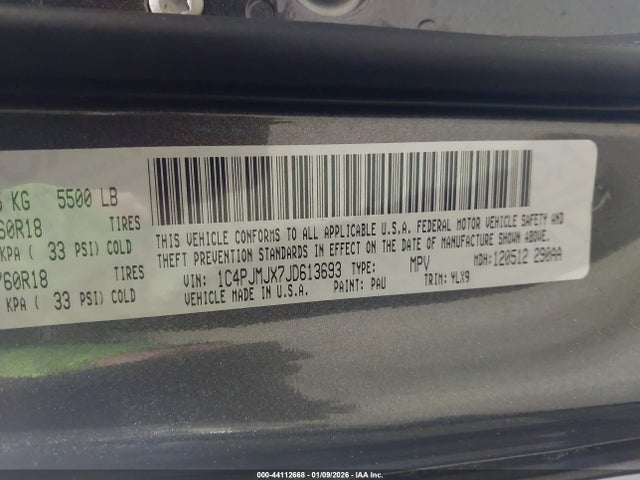 KG 5500 LB
60R18 TIRES
KPA ( 33 PSI) COLD
/60R18 TIRES
KPA ( 33 PSI) COLD
THIS VEHICLE CONFORMS TO ALL APPLICABLE U.S.A. FEDERAL MOTOR VEHICLE SAFETY AND
THEFT PREVENTION STANDARDS IN EFFECT ON THE DATE OF MANUFACTURE SHOWN ABOVE.
VIN: 1C4PJMJX7JD613693 TYPE: MPV MDH: 120512 290AA
VEHICLE MADE IN U.S.A. PAINT: PAU TRIM: YLX9
000-44112668 01/09/2026 IAA Inc.